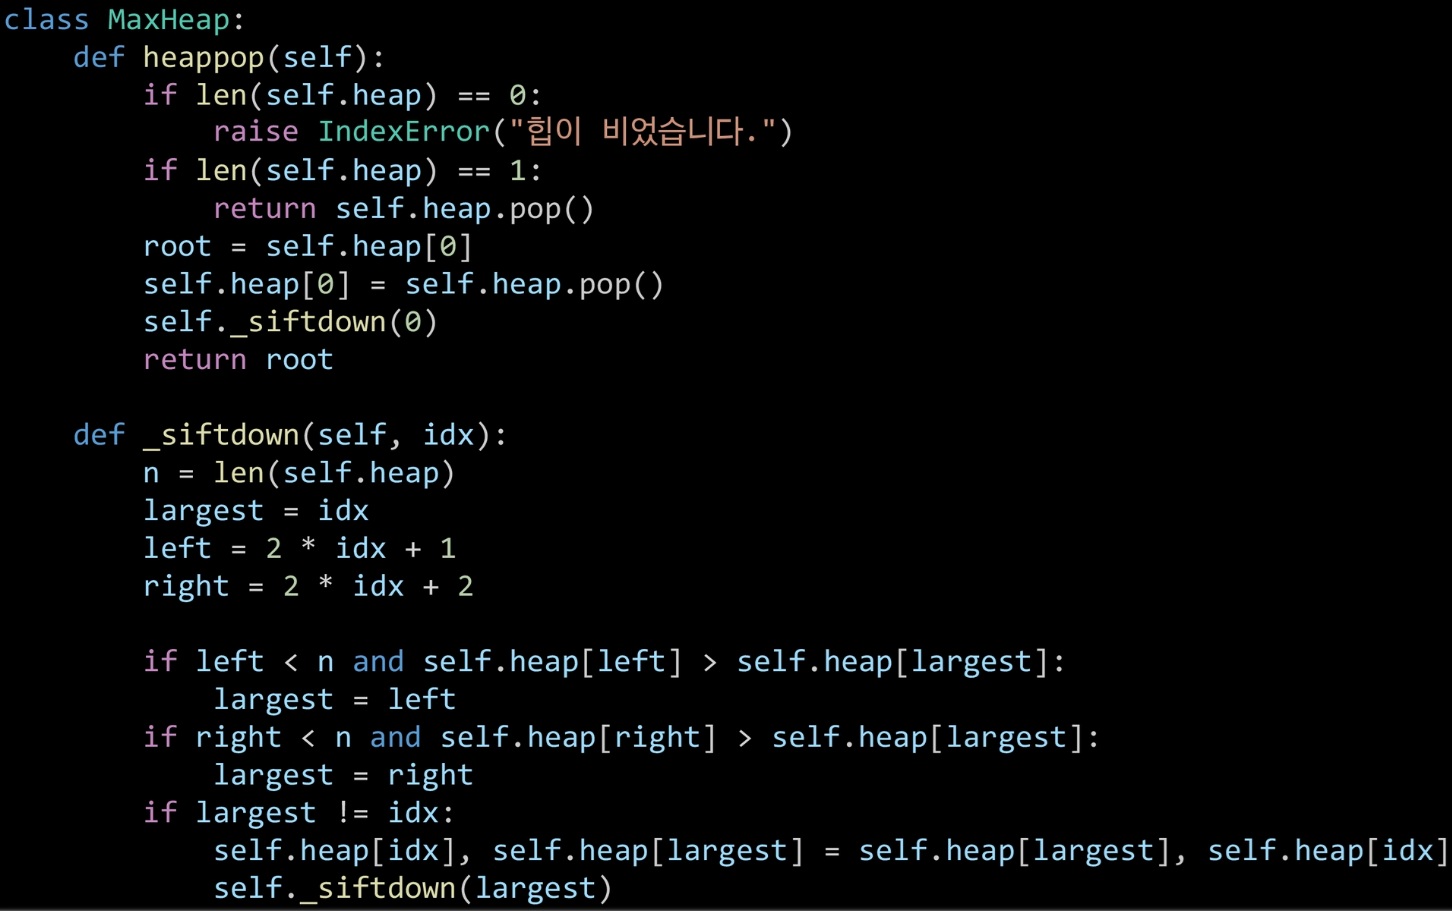 class MaxHeap:
    def heappop(self):
        if len(self.heap) == 0:
            raise IndexError("힙이 비었습니다.")
        if len(self.heap) == 1:
            return self.heap.pop()
        root = self.heap[0]
        self.heap[0] = self.heap.pop()
        self._siftdown(0)
        return root

    def _siftdown(self, idx):
        n = len(self.heap)
        largest = idx
        left = 2 * idx + 1
        right = 2 * idx + 2

        if left < n and self.heap[left] > self.heap[largest]:
            largest = left
        if right < n and self.heap[right] > self.heap[largest]:
            largest = right
        if largest != idx:
            self.heap[idx], self.heap[largest] = self.heap[largest], self.heap[idx]
            self._siftdown(largest)